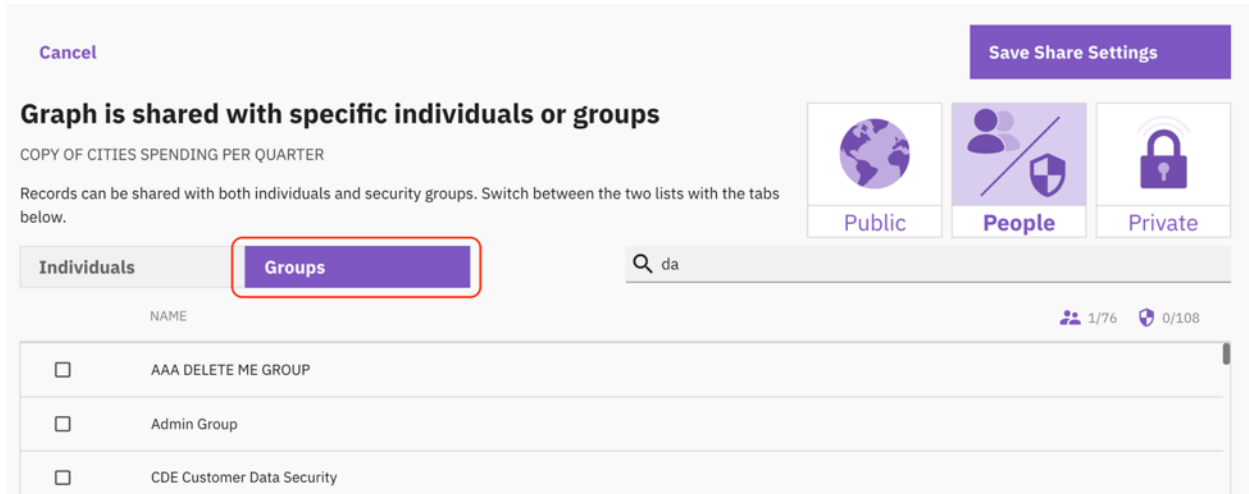 Cancel
Save Share Settings
Graph is shared with specific individuals or groups
COPY OF CITIES SPENDING PER QUARTER
Records can be shared with both individuals and security groups. Switch between the two lists with the tabs
below.
Public
People
Private
Individuals
Groups
da
NAME
1/76
0/108
AAA DELETE ME GROUP
Admin Group
CDE Customer Data Security